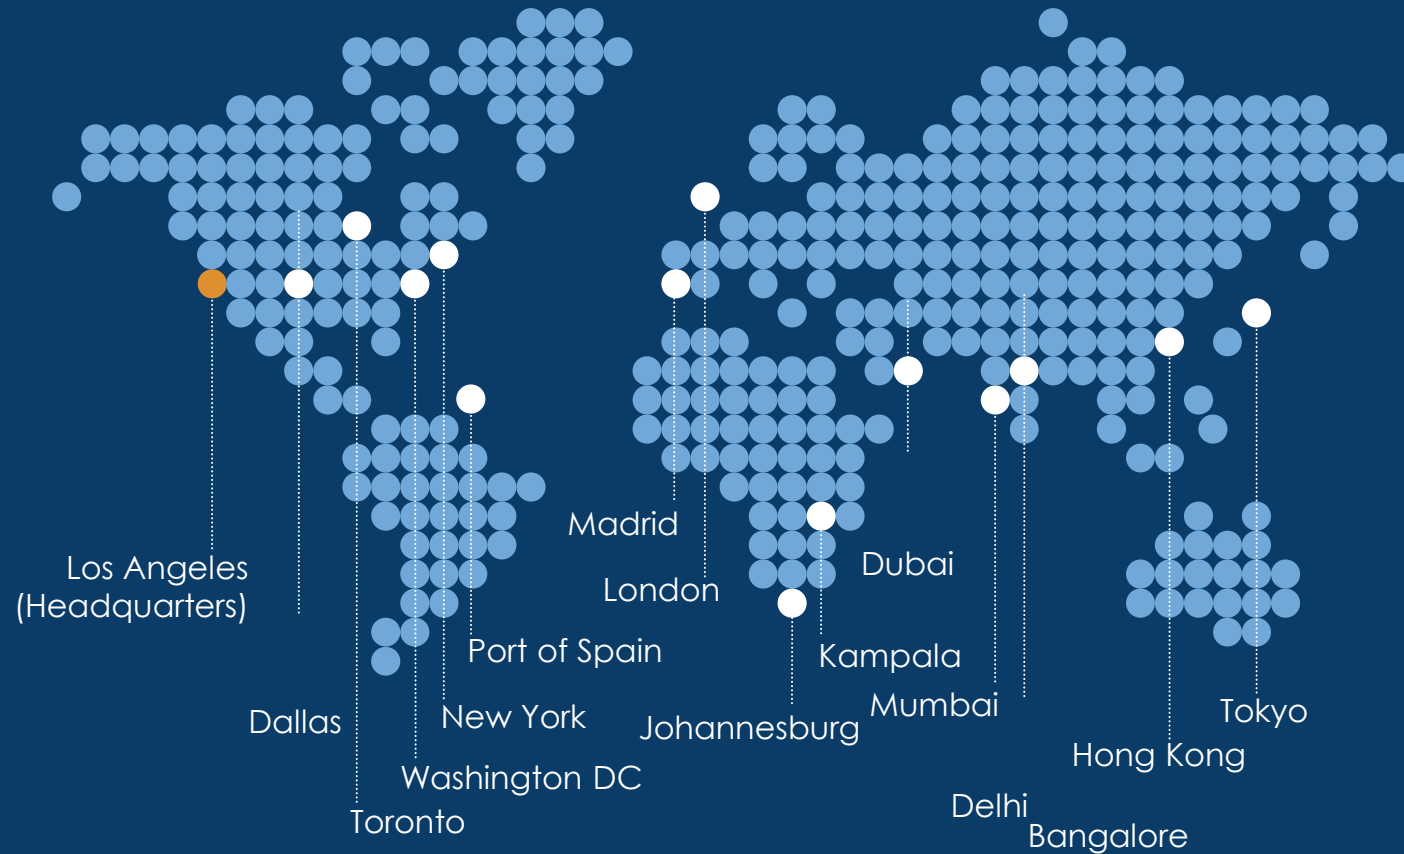 Madrid
Dubai
Los Angeles
(Headquarters)
London
Port of Spain
Kampala
Dallas
New York
Johannesburg
Mumbai
Tokyo
Washington DC
Hong Kong
Toronto
Delhi
Bangalore